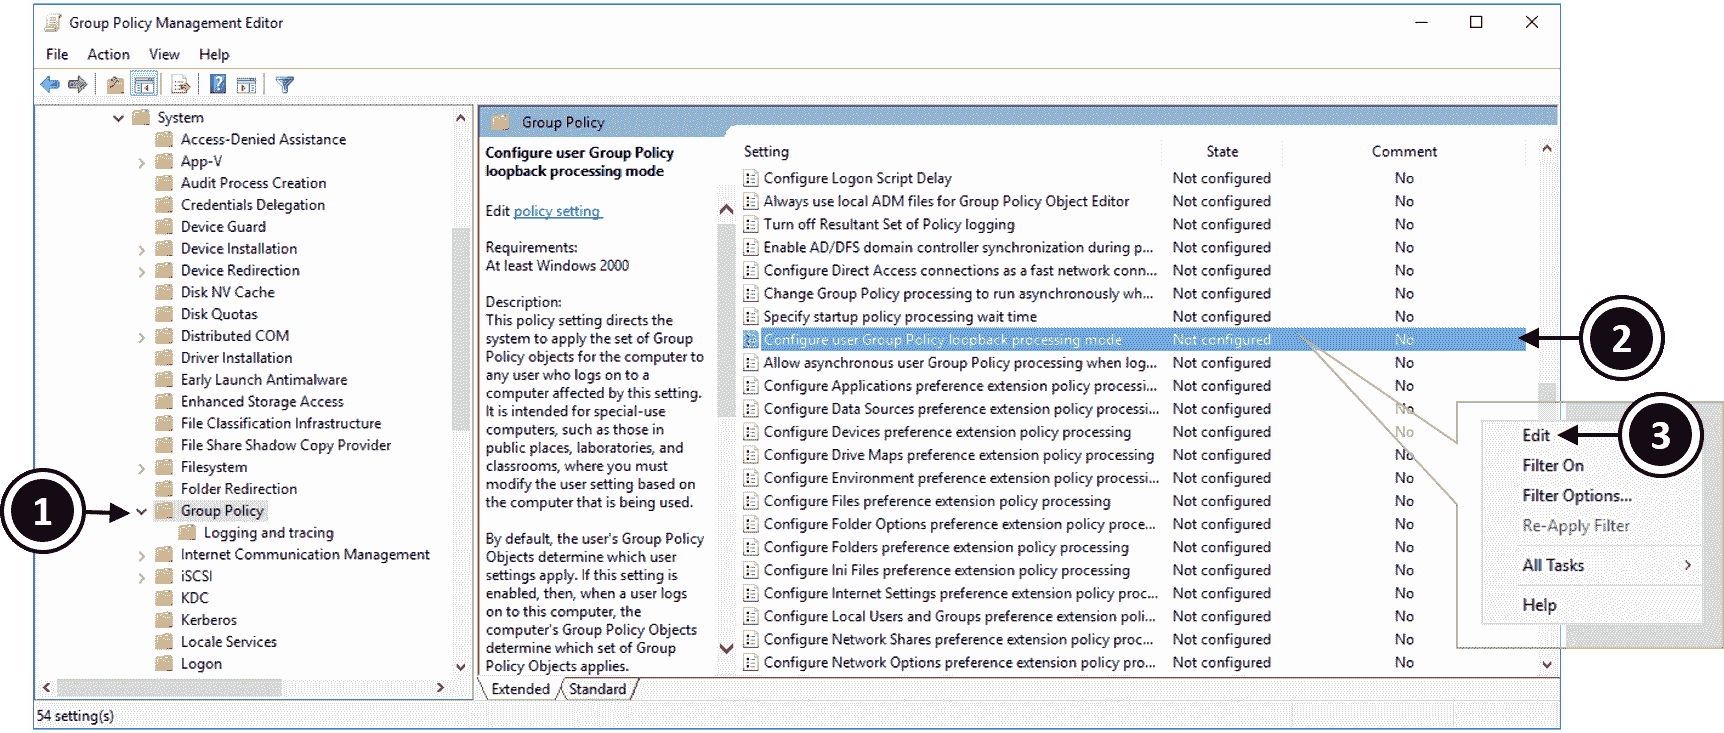 Group Policy Management Editor
File Action View Help
System
Access-Denied Assistance
App-V
Audit Process Creation
Credentials Delegation
Device Guard
Device Installation
Device Redirection
Disk NV Cache
Disk Quotas
Distributed COM
Driver Installation
Early Launch Antimalware
Enhanced Storage Access
File Classification Infrastructure
File Share Shadow Copy Provider
Filesystem
Folder Redirection
1
Group Policy
Logging and tracing
Internet Communication Management
iSCSI
KDC
Kerberos
Locale Services
Logon
Group Policy
Configure user Group Policy
loopback processing mode
Edit policy setting
Requirements:
At least Windows 2000
Description:
This policy setting directs the
system to apply the set of Group
Policy objects for the computer to
any user who logs on to a
computer affected by this setting.
It is intended for special-use
computers, such as those in
public places, laboratories, and
classrooms, where you must
modify the user setting based on
the computer that is being used.
By default, the user's Group Policy
Objects determine which user
settings apply. If this setting is
enabled, then, when a user logs
on to this computer, the
computer's Group Policy Objects
determine which set of Group
Policy Objects applies.
Setting State Comment
Configure Logon Script Delay Not configured No
Always use local ADM files for Group Policy Object Editor Not configured No
Turn off Resultant Set of Policy logging Not configured No
Enable AD/DFS domain controller synchronization during p... Not configured No
Configure Direct Access connections as a fast network conn... Not configured No
Change Group Policy processing to run asynchronously wh... Not configured No
Specify startup policy processing wait time Not configured No
Configure user Group Policy loopback processing mode Not configured No
2
Allow asynchronous user Group Policy processing when log... Not configured No
Configure Applications preference extension policy processi... Not configured No
Configure Data Sources preference extension policy processi... Not configured No
Configure Devices preference extension policy processing Not configured No
Configure Drive Maps preference extension policy processing Not configured No
Configure Environment preference extension policy proces... Not configured No
Configure Files preference extension policy processing Not configured No
Configure Folder Options preference extension policy proce... Not configured No
Configure Folders preference extension policy processing Not configured No
Configure Ini Files preference extension policy processing Not configured No
Configure Internet Settings preference extension policy proc... Not configured No
Configure Local Users and Groups preference extension poli... Not configured No
Configure Network Shares preference extension policy proc... Not configured No
Configure Network Options preference extension policy pro... Not configured No
Edit
3
Filter On
Filter Options...
Re-Apply Filter
All Tasks
Help
Extended Standard
54 setting(s)